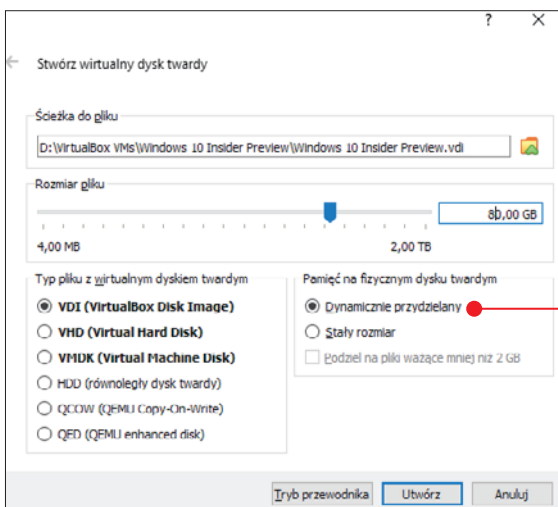 ?
Stwórz wirtualny dysk twardy
Ścieżka do pliku
D:\VirtualBox VMs\Windows 10 Insider Preview\Windows 10 Insider Preview.vdi
Rozmiar pliku
80,00 GB
4,00 MB 2,00 TB
Typ pliku z wirtualnym dyskiem twardym
VDI (VirtualBox Disk Image)
VHD (Virtual Hard Disk)
VMDK (Virtual Machine Disk)
HDD (równoległy dysk twardy)
QCOW (QEMU Copy-On-Write)
QED (QEMU enhanced disk)
Pamięć na fizycznym dysku twardym
Dynamicznie przydzielany
Stały rozmiar
Podziel na pliki ważące mniej niż 2 GB
Tryb przewodnika Utwórz Anuluj